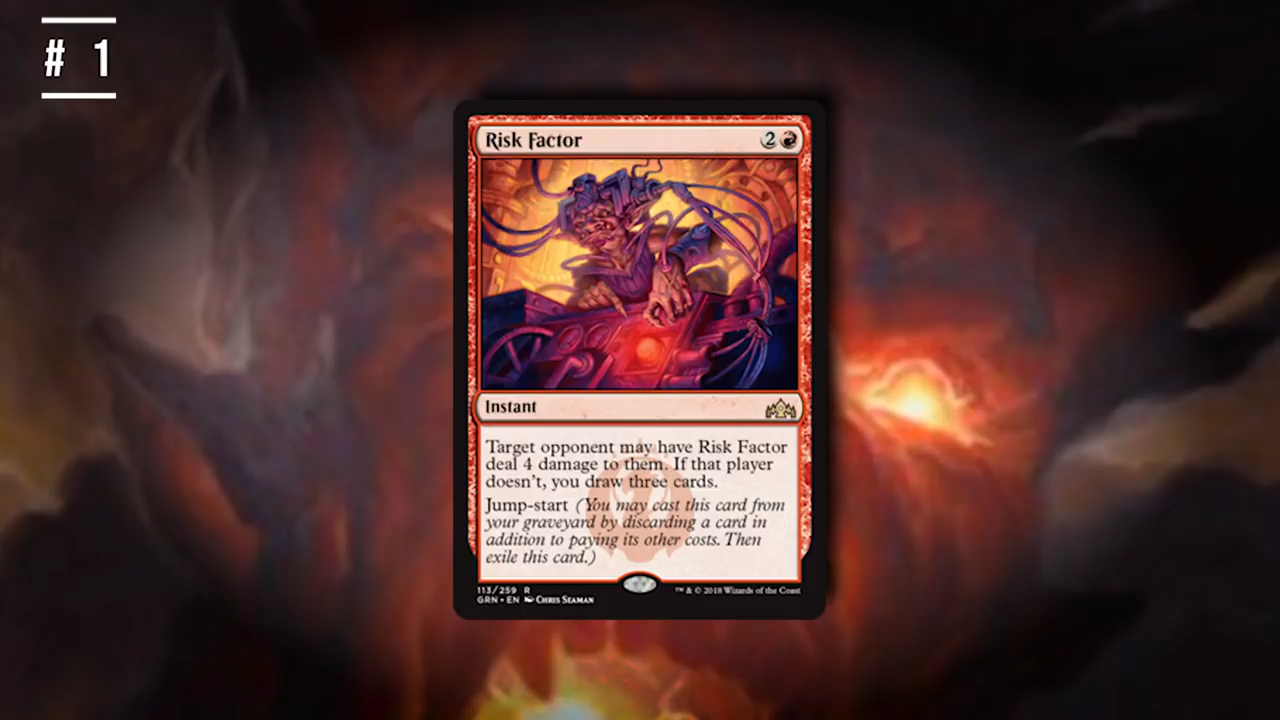 # 1
Risk Factor 2
Instant
Target opponent may have Risk Factor
deal 4 damage to them. If that player
doesn't, you draw three cards.
Jump-start (You may cast this card from
your graveyard by discarding a card in
addition to paying its other costs. Then
exile this card.)
113/259 R
GRN • EN Chris Seaman
™ & © 2018 Wizards of the Coast